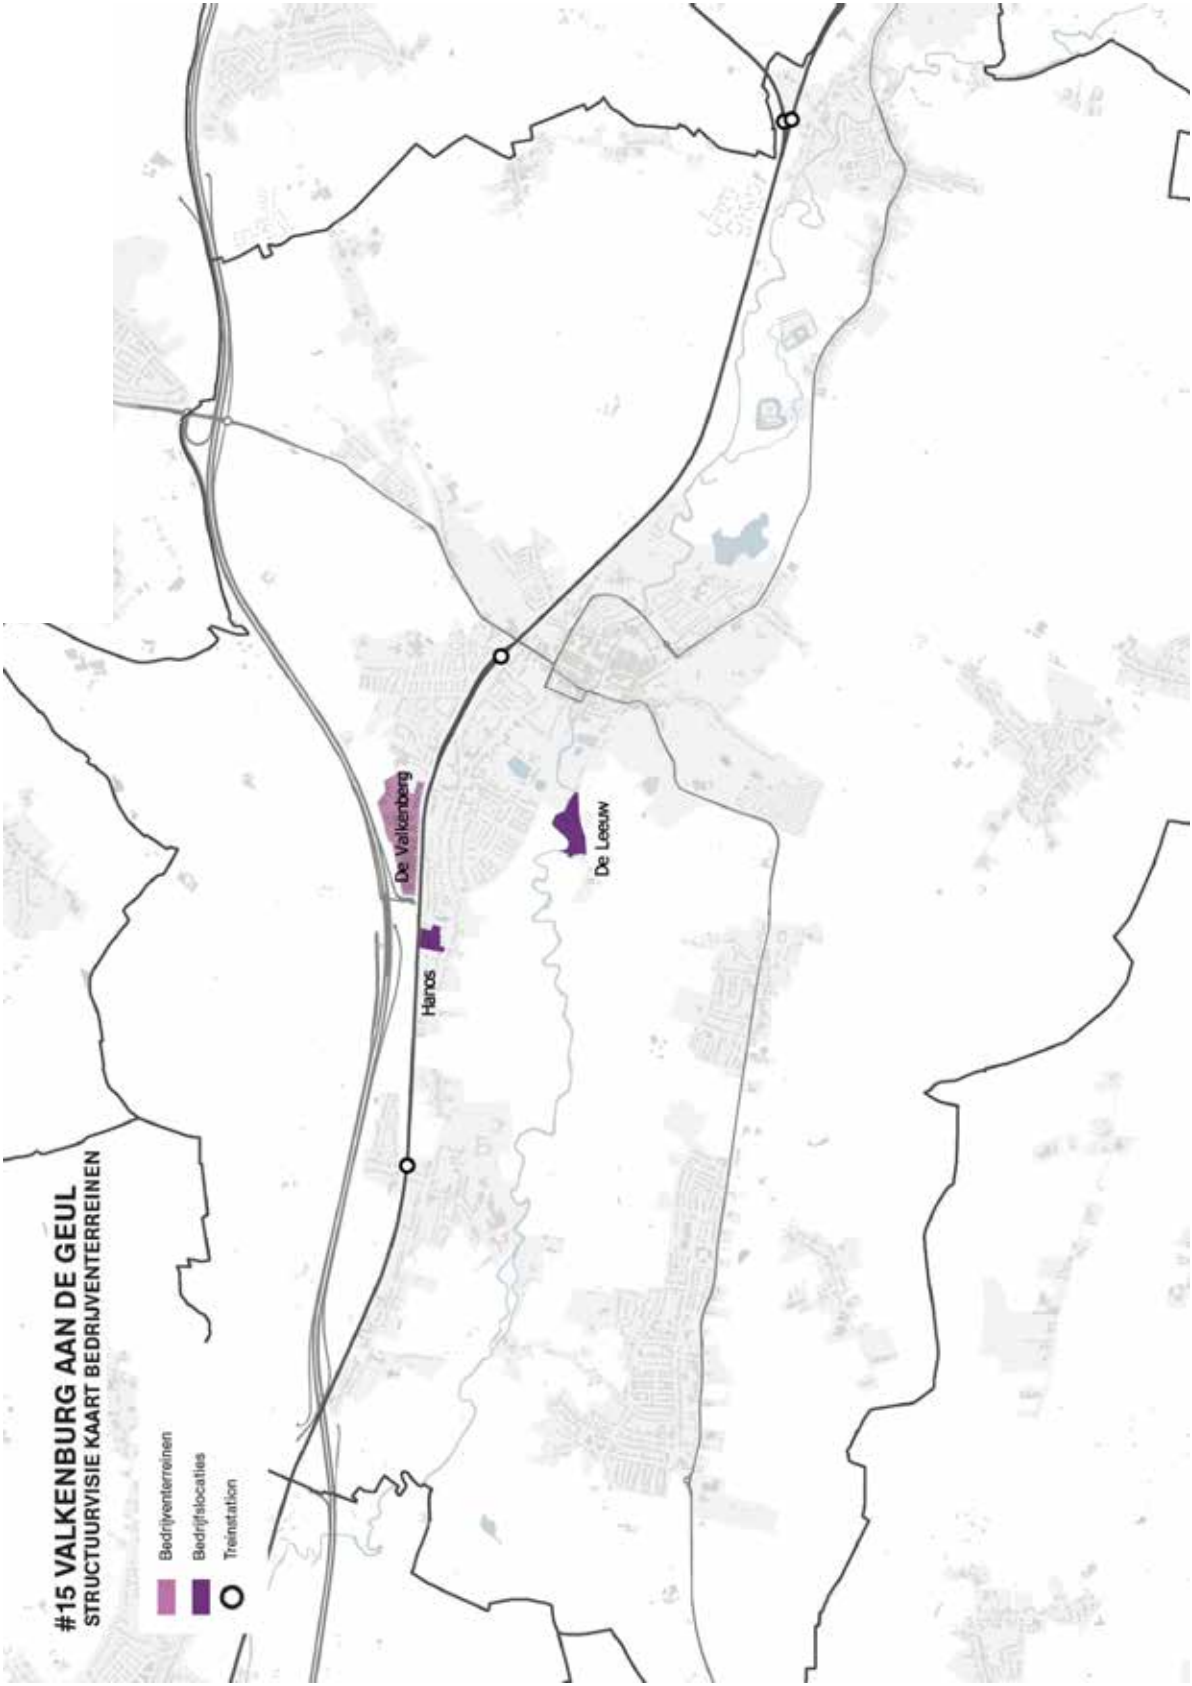 #15 VALKENBURG AAN DE GEUL
STRUCTUURVISIE KAART BEDRIJVENTERREINEN
Bedrijventerreinen
Bedrijfslocaties
Treinstation
De Valkenberg
Hanos
De Leeuw